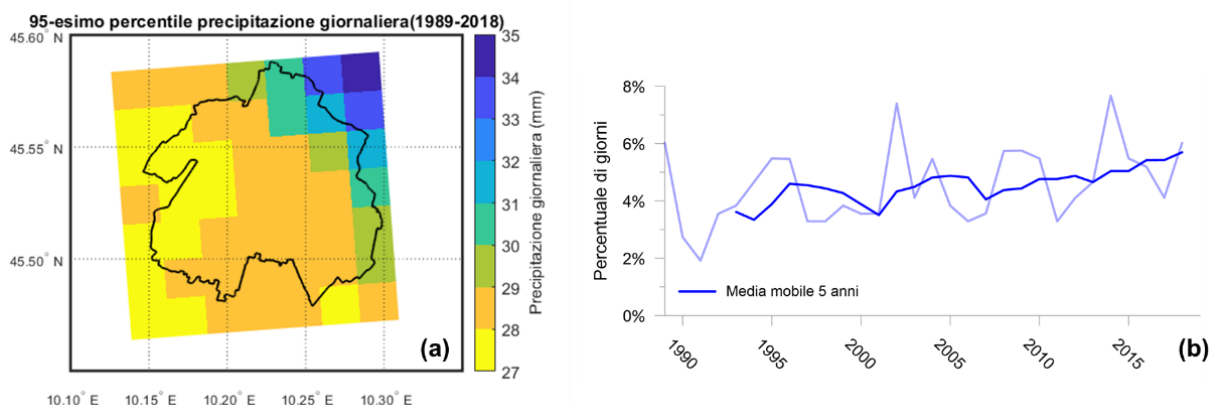 95-esimo percentile precipitazione giornaliera(1989-2018)
45.60° N
45.55° N
45.50° N
10.10° E
10.15° E
10.20° E
10.25° E
10.30° E
35
34
33
32
31
30
29
28
27
Precipitazione giornaliera (mm)
(a)
8%
6%
4%
2%
0%
Percentuale di giorni
Media mobile 5 anni
1990
1995
2000
2005
2010
2015
(b)